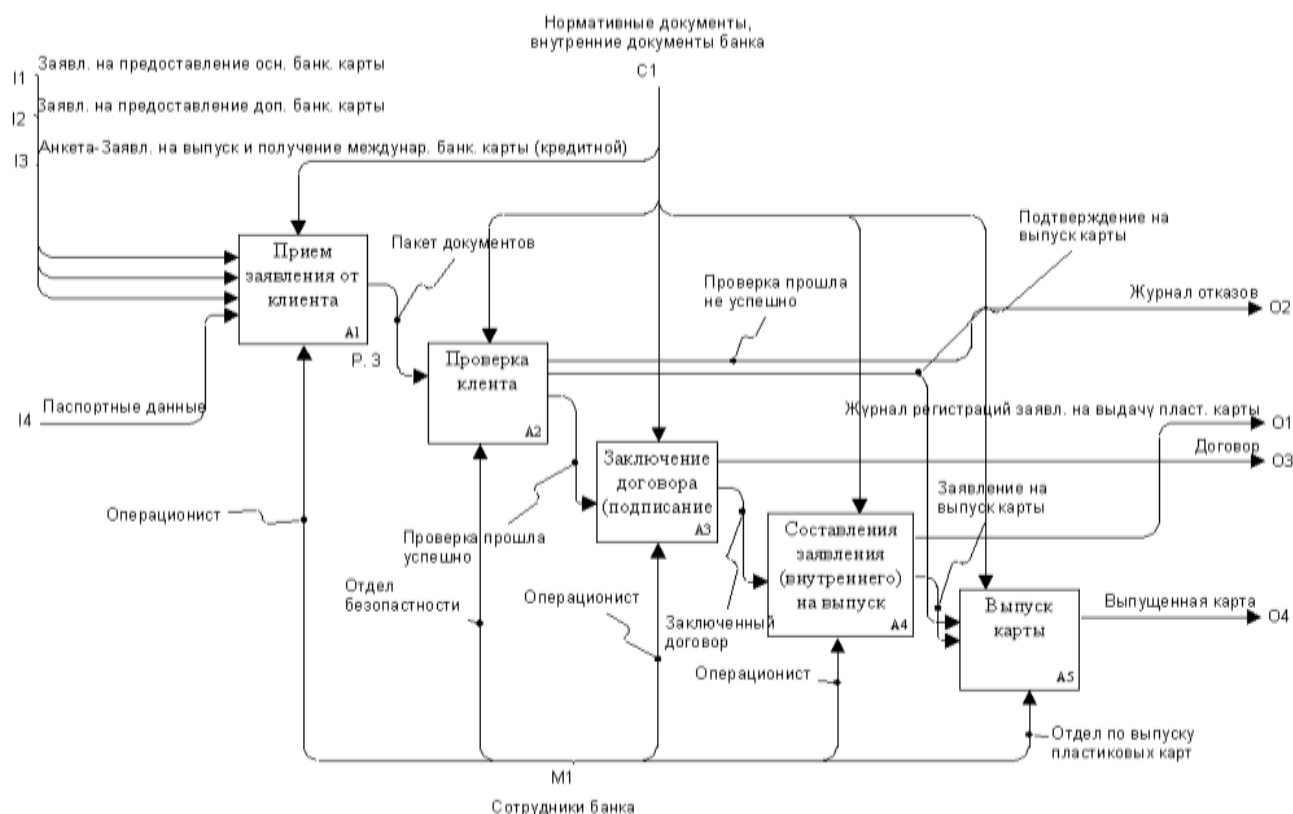 Нормативные документы,
внутренние документы банка
C1
I1
Заявл. на предоставление осн. банк. карты
I2
Заявл. на предоставление доп. банк. карты
I3
Анкета-Заявл. на выпуск и получение междунар. банк. карты (кредитной)
Прием
заявления от
клиента
A1
P. 3
Пакет документов
Подтверждение на
выпуск карты
Проверка прошла
не успешно
Журнал отказов
O2
Проверка
клента
A2
I4
Паспортные данные
Журнал регистраций заявл. на выдачу пласт. карты
O1
Договор
O3
Заключение
договора
(подписание
A3
Операционист
Проверка прошла
успешно
Заявление на
выпуск карты
Составления
заявления
(внутреннего)
на выпуск
A4
Отдел
безопастности
Операционист
Заключенный
договор
Выпуск
карты
A5
Выпущенная карта
O4
Операционист
Отдел по выпуску
пластиковых карт
M1
Сотрудники банка